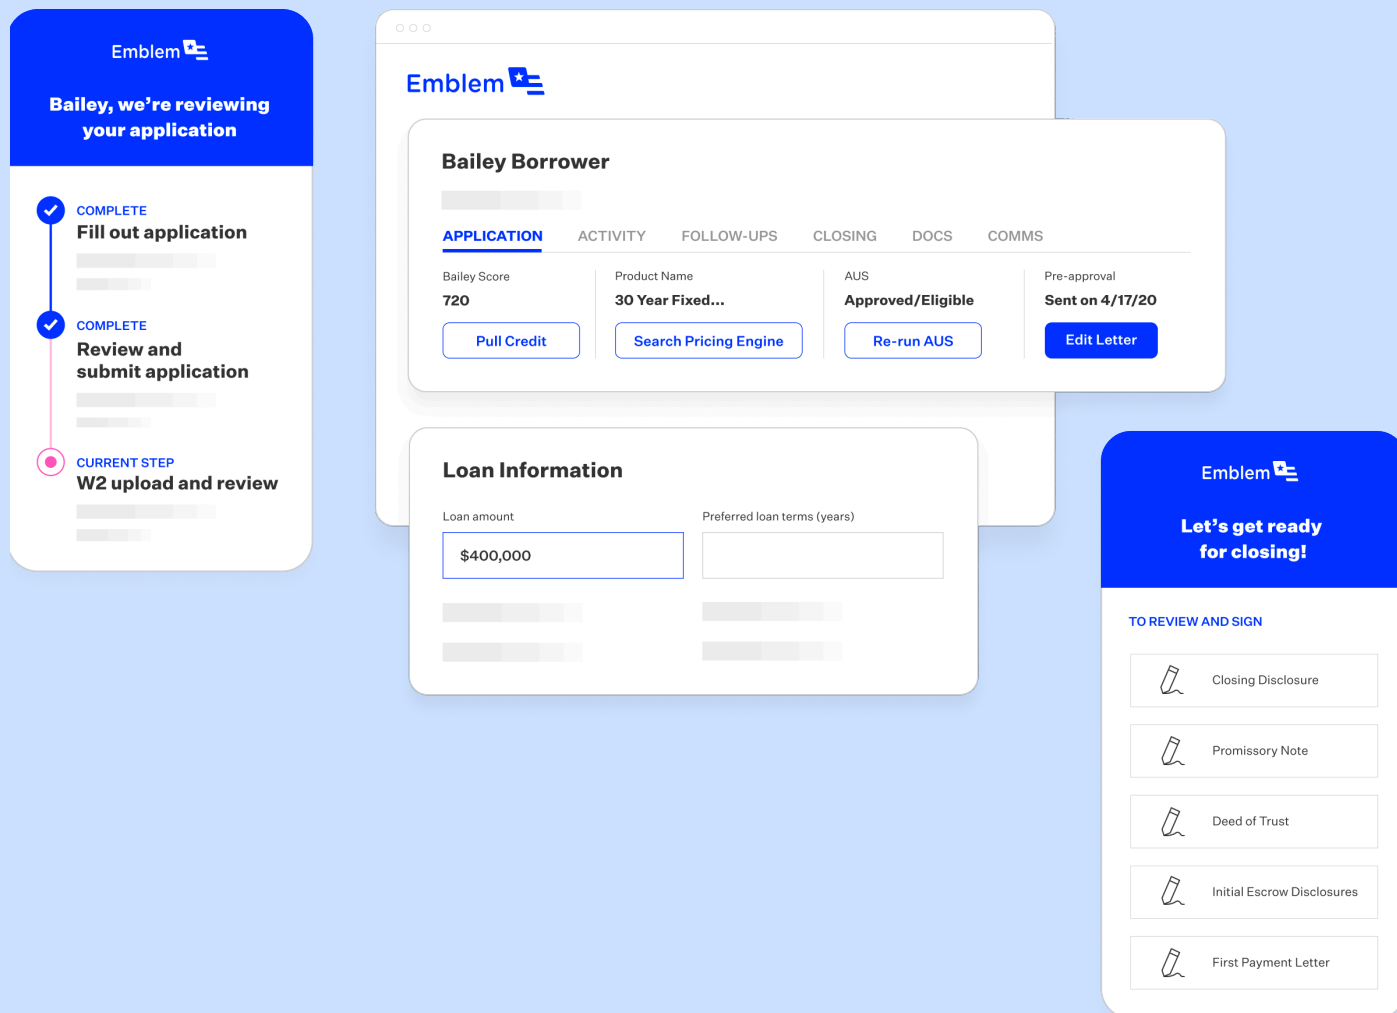 Emblem
Bailey, we're reviewing
your application
COMPLETE
Fill out application
COMPLETE
Review and
submit application
CURRENT STEP
W2 upload and review
Emblem
Bailey Borrower
APPLICATION ACTIVITY FOLLOW-UPS CLOSING DOCS COMMS
Bailey Score Product Name AUS Pre-approval
720 30 Year Fixed... Approved/Eligible Sent on 4/17/20
Pull Credit Search Pricing Engine Re-run AUS Edit Letter
Loan Information
Loan amount Preferred loan terms (years)
$400,000
Emblem
Let's get ready
for closing!
TO REVIEW AND SIGN
Closing Disclosure
Promissory Note
Deed of Trust
Initial Escrow Disclosures
First Payment Letter